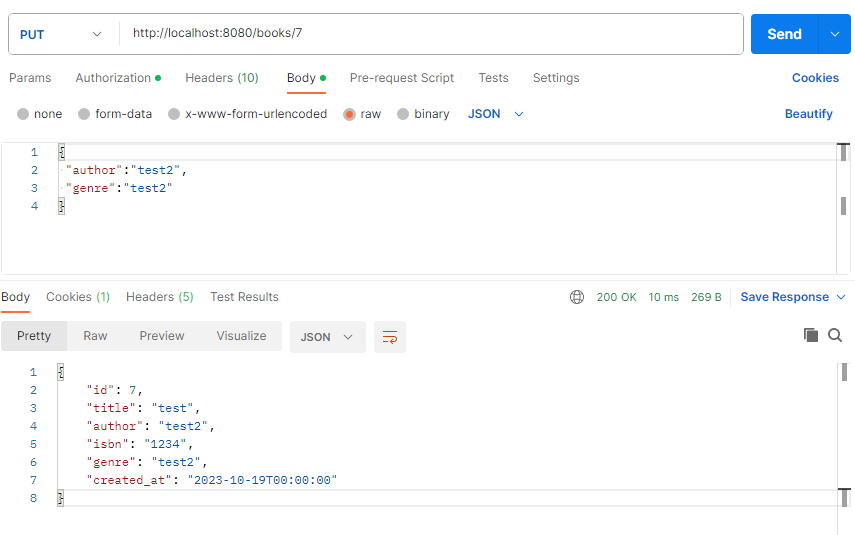 PUT http://localhost:8080/books/7 Send
Params Authorization Headers (10) Body Pre-request Script Tests Settings Cookies
none form-data x-www-form-urlencoded raw binary JSON Beautify
1 {
2 "author":"test2",
3 "genre":"test2"
4 }
Body Cookies (1) Headers (5) Test Results 200 OK 10 ms 269 B Save Response
Pretty Raw Preview Visualize JSON
1 {
2 "id": 7,
3 "title": "test",
4 "author": "test2",
5 "isbn": "1234",
6 "genre": "test2",
7 "created_at": "2023-10-19T00:00:00"
8 }